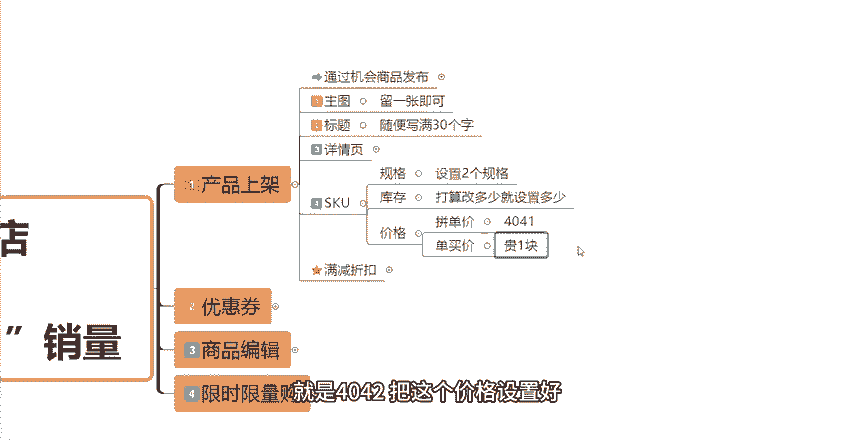 通过机会商品发布
1 主图 留一张即可
2 标题 随便写满30个字
3 详情页
规格 设置2个规格
库存 打算改多少就设置多少
4 SKU
拼单价 4041
价格
单买价 贵1块
满减折扣
1 产品上架
2 优惠券
3 商品编辑
4 限时限量购
店
”销量
就是4042 把这个价格设置好